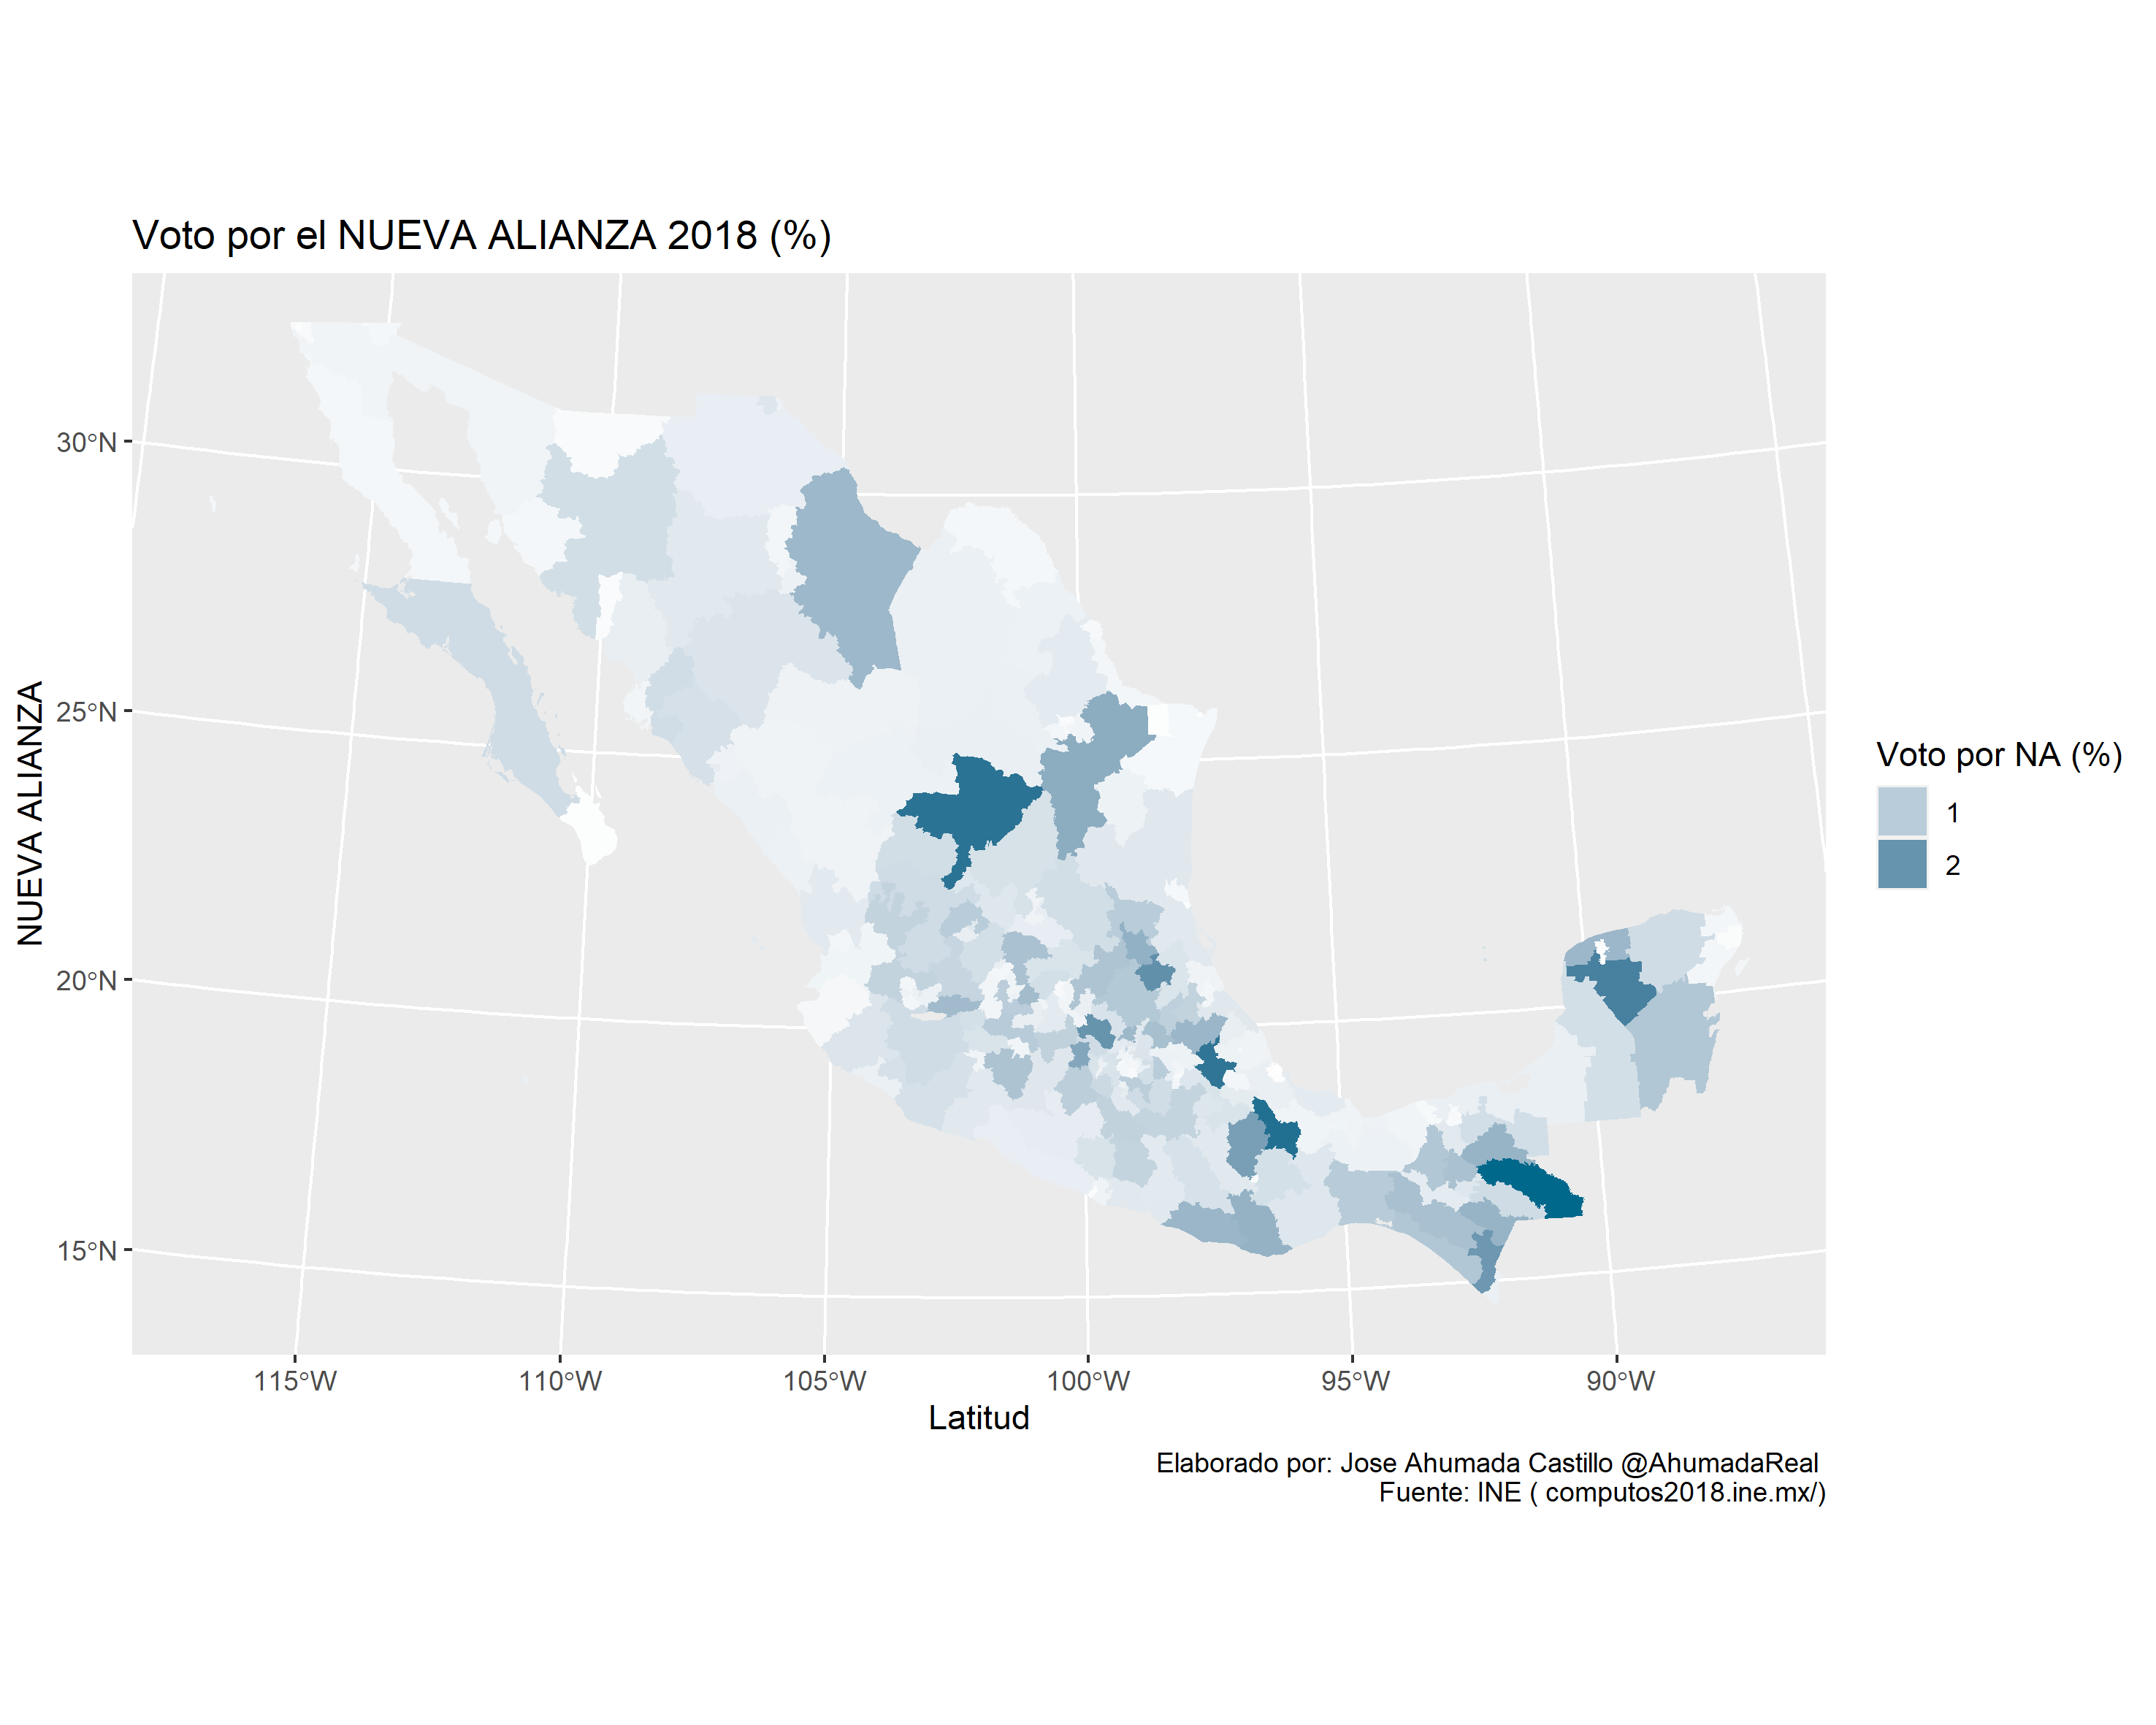 Voto por el NUEVA ALIANZA 2018 (%)
NUEVA ALIANZA
30°N
25°N
20°N
15°N
115°W
110°W
105°W
100°W
95°W
90°W
Latitud
Voto por NA (%)
1
2
Elaborado por: Jose Ahumada Castillo @AhumadaReal
Fuente: INE ( computos2018.ine.mx/)